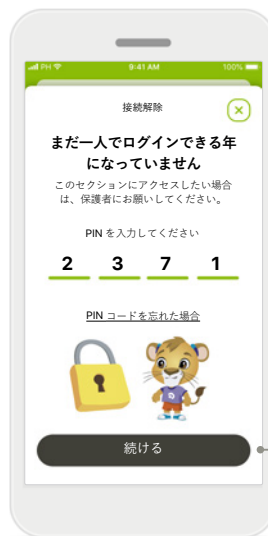 PH 9:41 AM 100%
接続解除
まだ一人でログインできる年
になっていません
このセクションにアクセスしたい場合
は、保護者にお願いしてください。
PIN を入力してください
2 3 7 1
PIN コードを忘れた場合
続ける